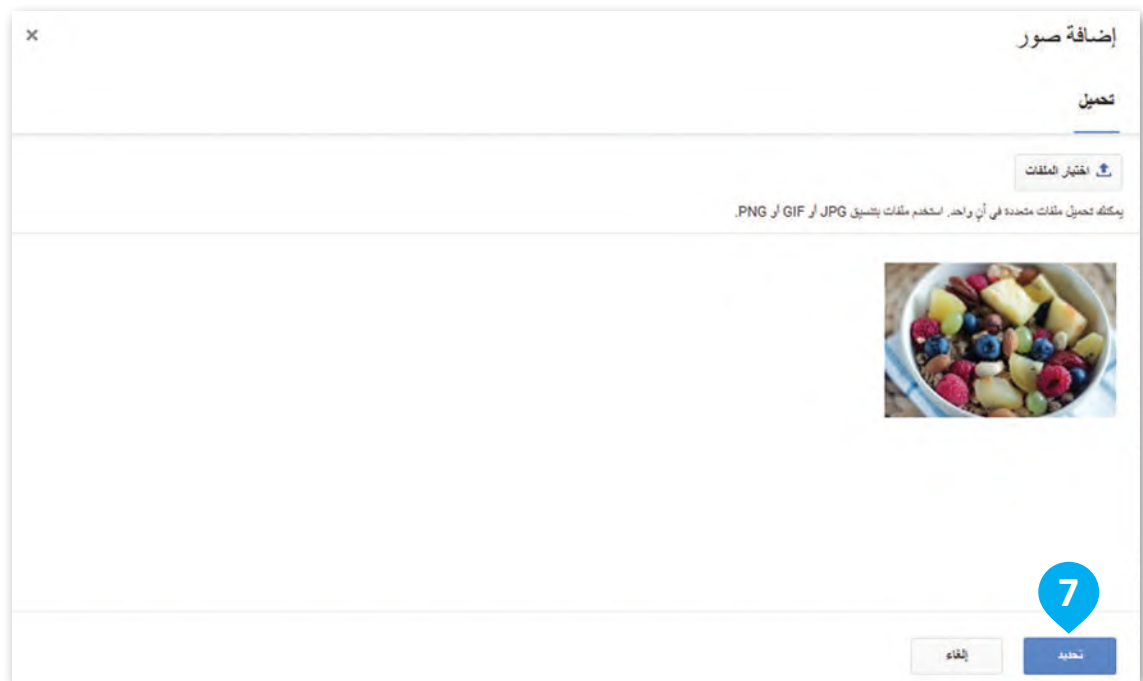 ×
إضافة صور
تحميل
اختيار الملفات
يمكنك تحميل ملفات متعددة في آنٍ واحد. استخدم ملفات بتنسيق JPG أو GIF أو PNG.
7
تحديد
إلغاء